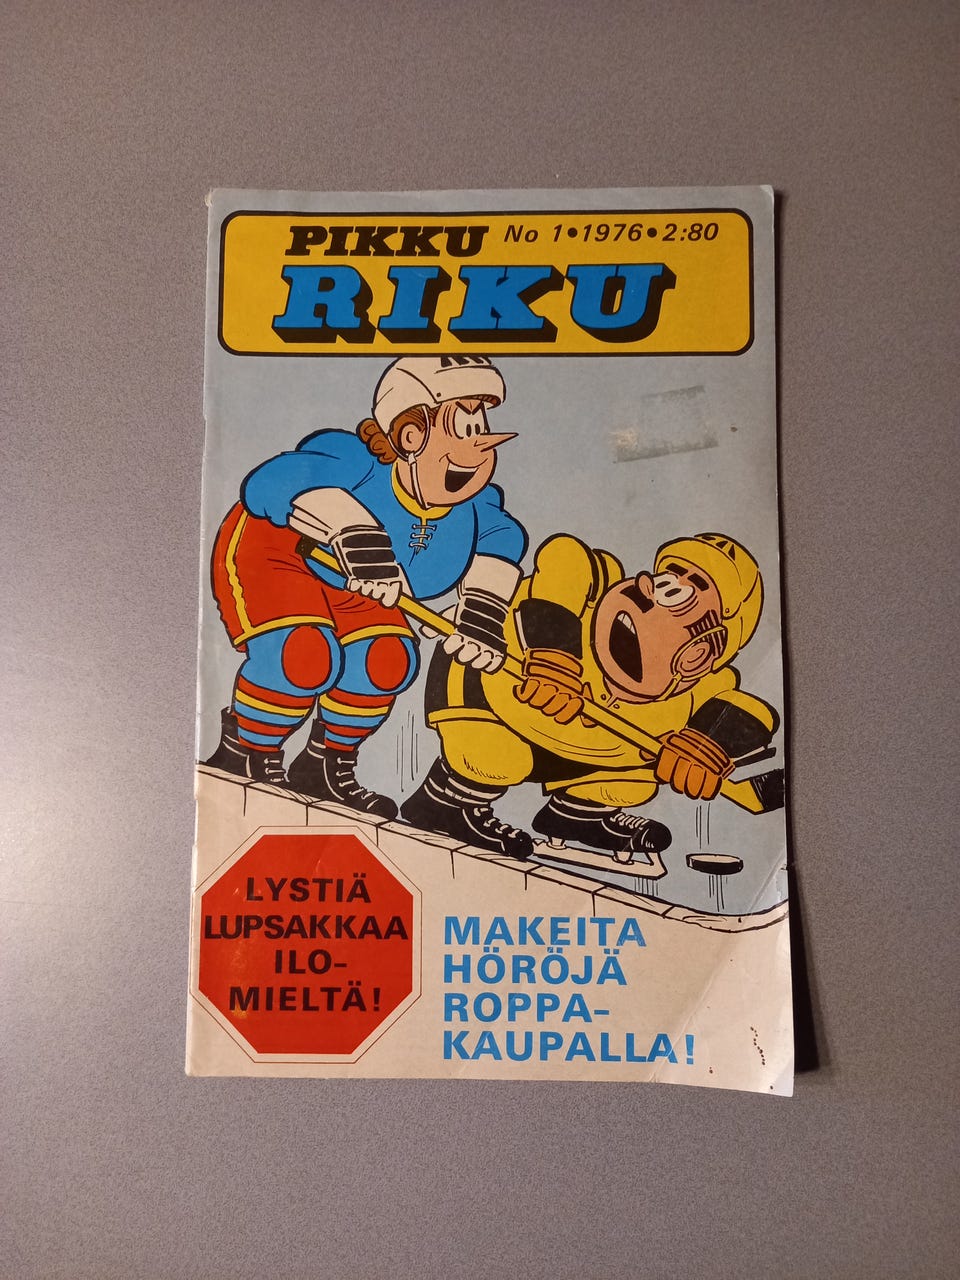 PIKKU No 1•1976•2:80
RIKU
LYSTIÄ
LUPSAKKAA
ILO-
MIELTÄ!
MAKEITA
HÖRÖJÄ
ROPPA-
KAUPALLA!